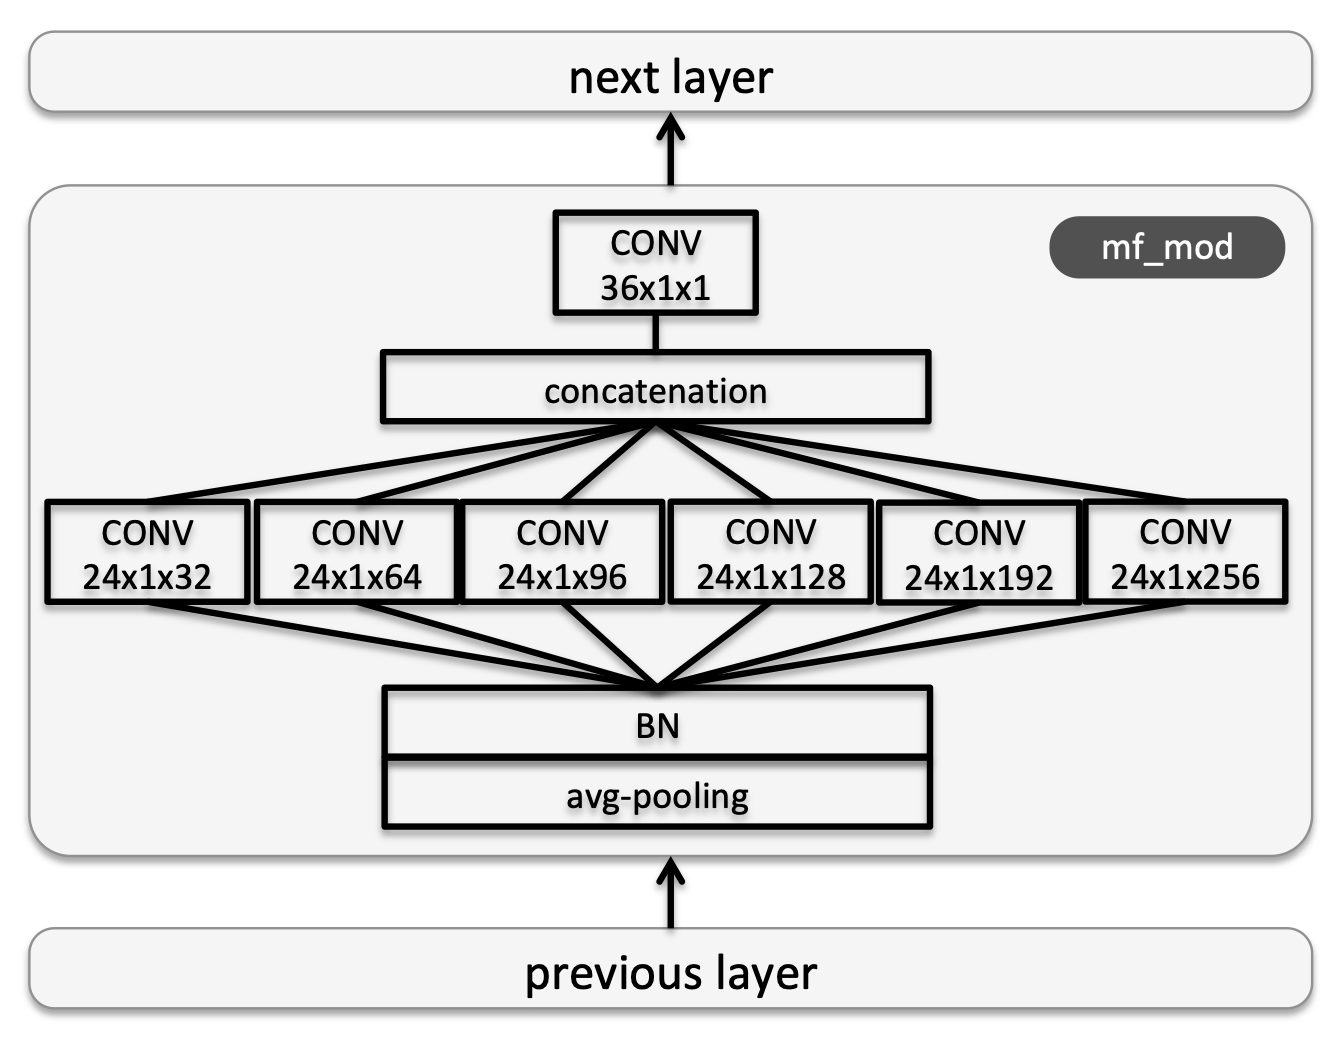 next layer
mf_mod
CONV
36x1x1
concatenation
CONV
24x1x32
CONV
24x1x64
CONV
24x1x96
CONV
24x1x128
CONV
24x1x192
CONV
24x1x256
BN
avg-pooling
previous layer